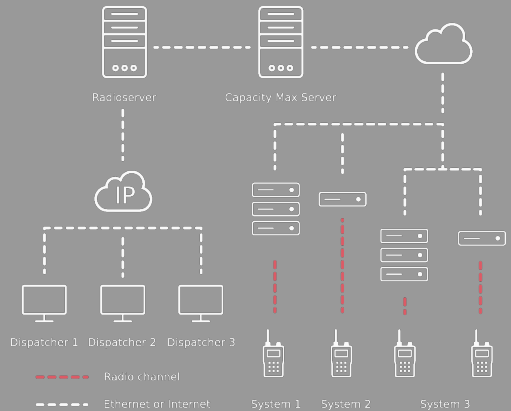 Radioserver
Capacity Max Server
IP
Dispatcher 1
Dispatcher 2
Dispatcher 3
Radio channel
Ethernet or Internet
System 1
System 2
System 3